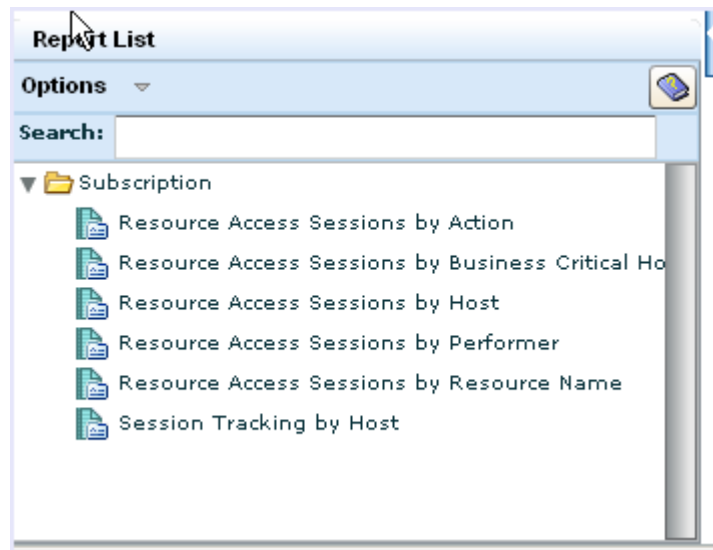 Report List
Options
Search:
Subscription
Resource Access Sessions by Action
Resource Access Sessions by Business Critical Ho
Resource Access Sessions by Host
Resource Access Sessions by Performer
Resource Access Sessions by Resource Name
Session Tracking by Host